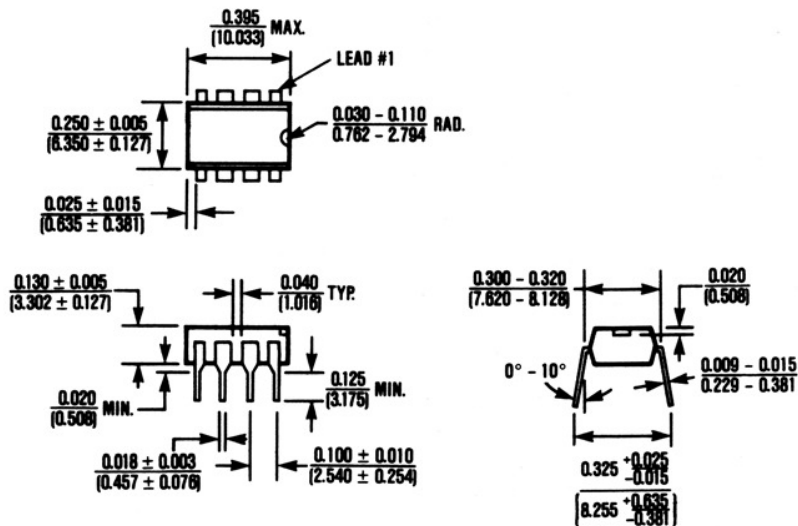 0.395
(10.033)
MAX.
LEAD #1
0.250 ± 0.005
(6.350 ± 0.127)
0.030 – 0.110
0.762 – 2.794
RAD.
0.025 ± 0.015
(0.635 ± 0.381)
0.130 ± 0.005
(3.302 ± 0.127)
0.040
(1.016)
TYP.
0.020
(0.508)
MIN.
0.125
(3.175)
MIN.
0.018 ± 0.003
(0.457 ± 0.076)
0.100 ± 0.010
(2.540 ± 0.254)
0.300 – 0.320
(7.620 – 8.128)
0.020
(0.508)
0° – 10°
0.009 – 0.015
0.229 – 0.381
0.325 +0.025
–0.015
(8.255 +0.635
–0.381)